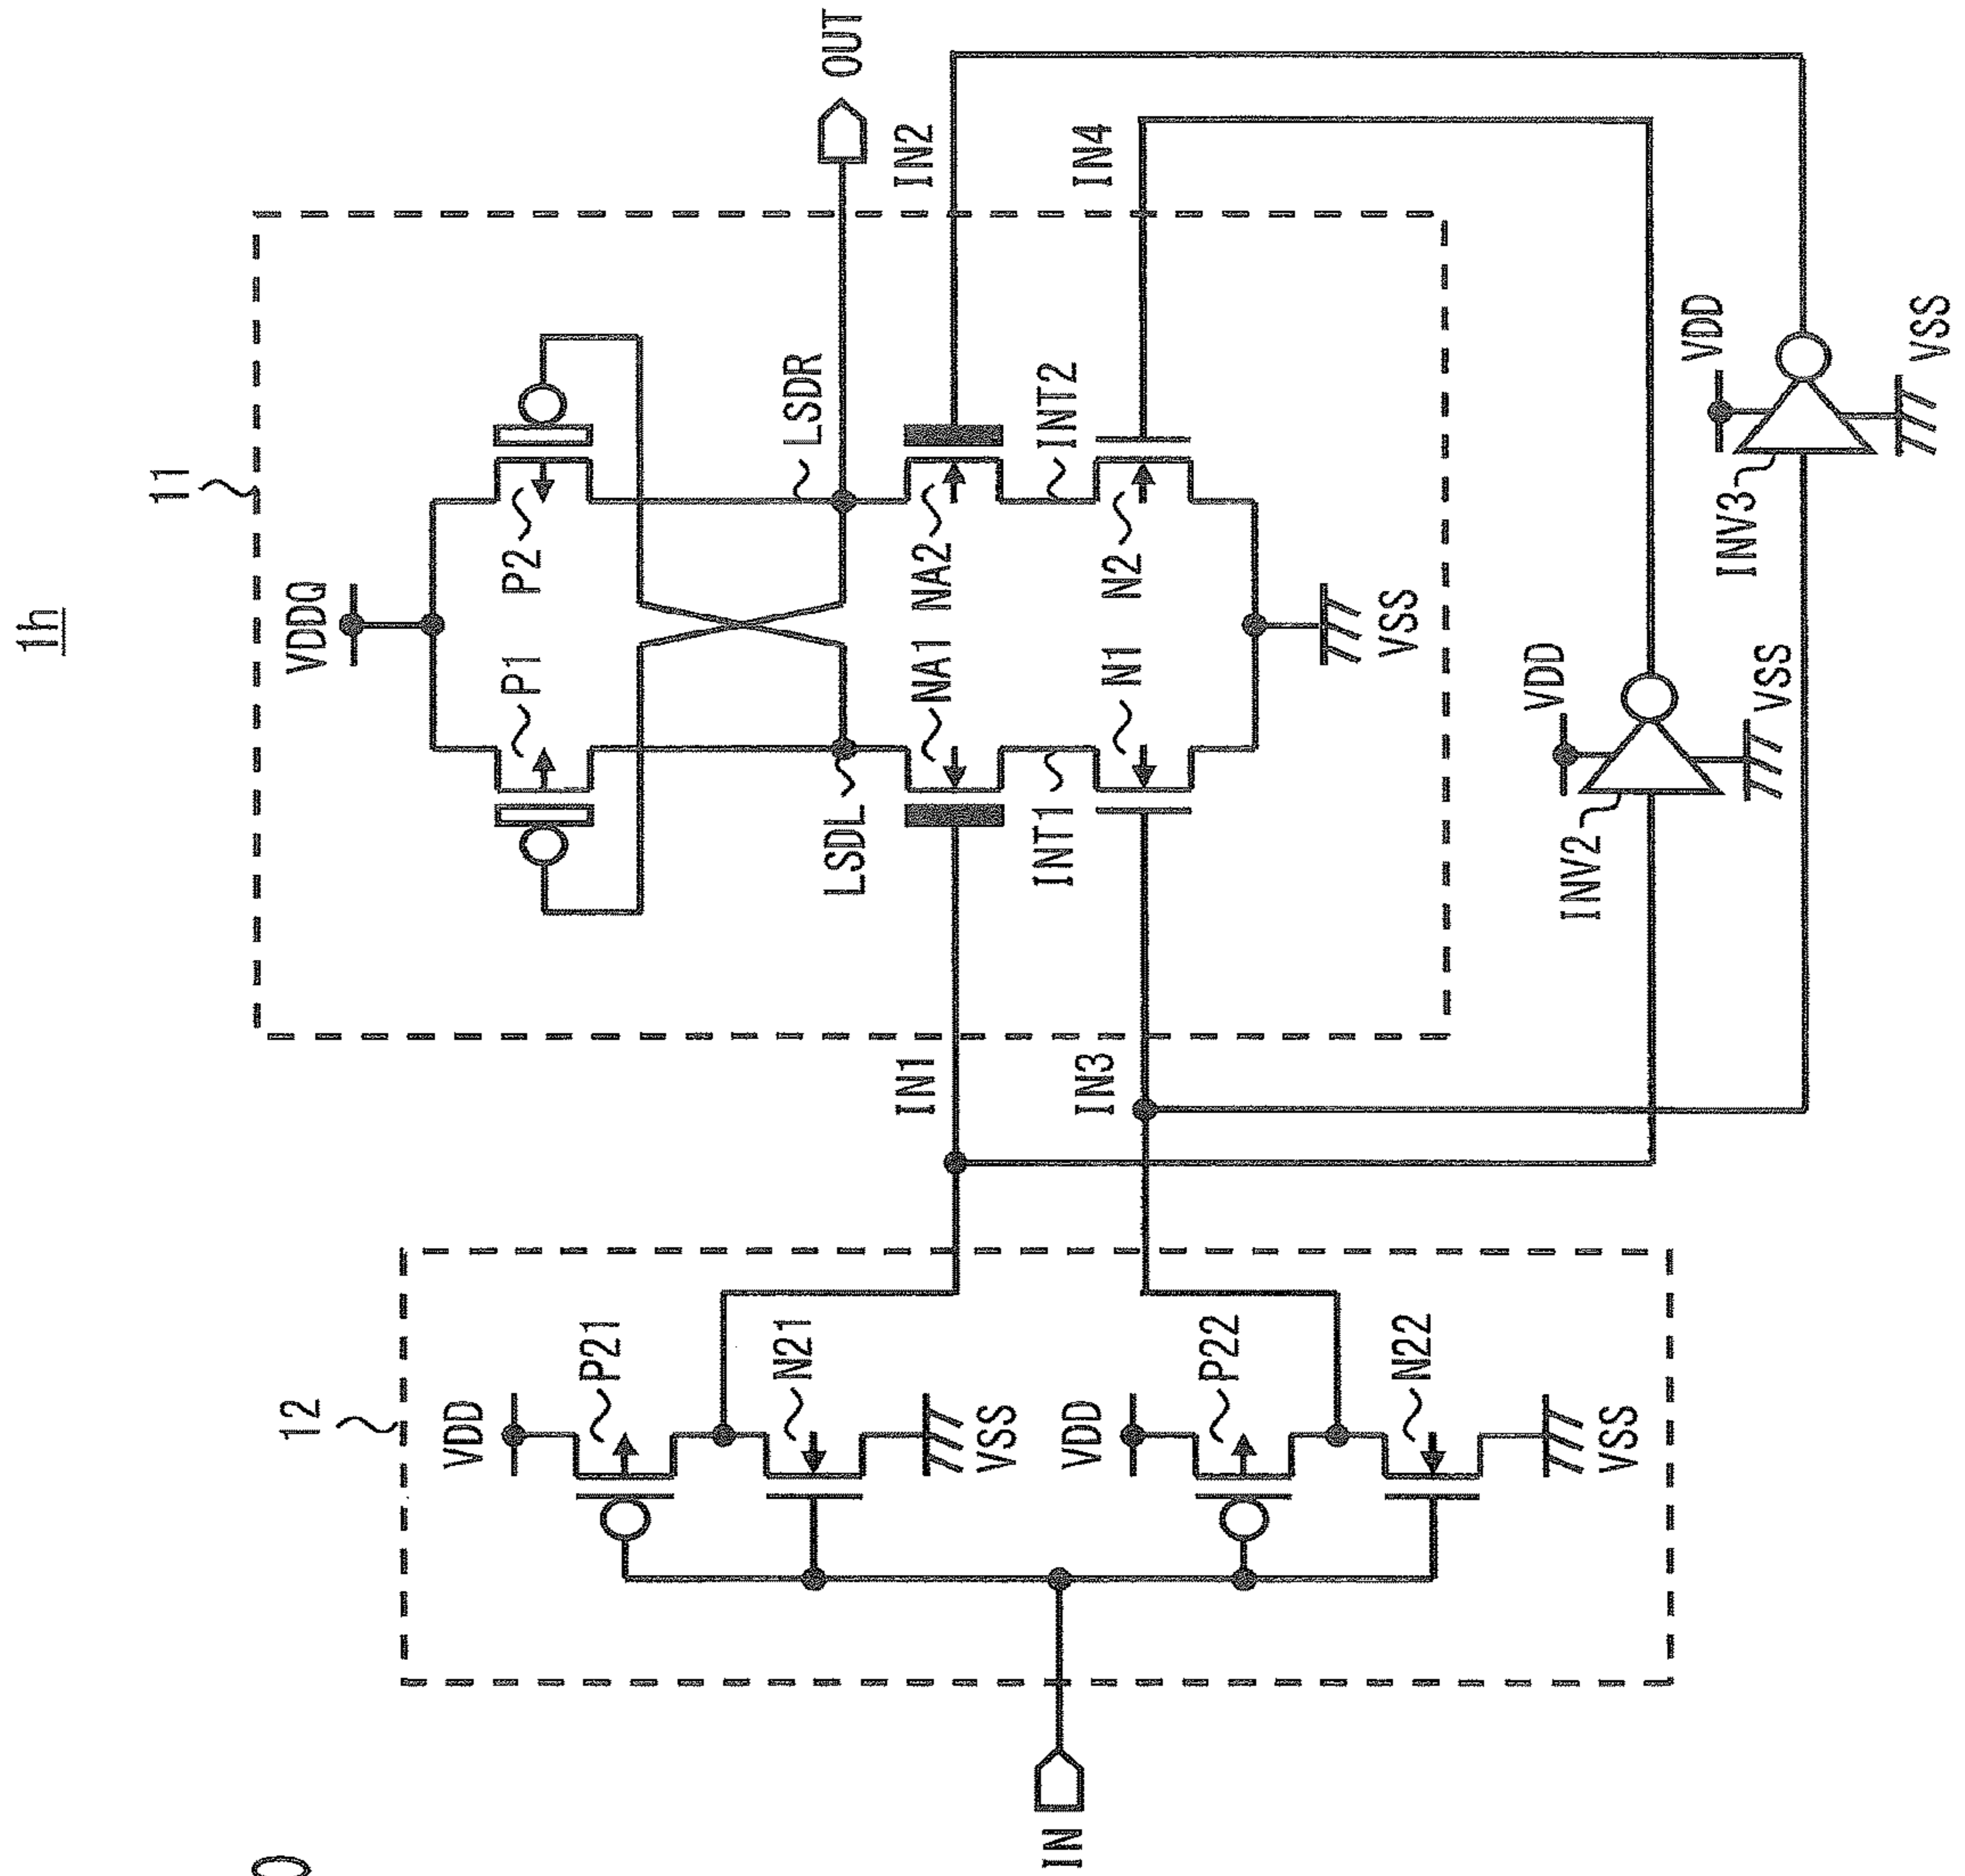 1h
11
VDDQ
P1
P2
LSDL
LSDR
OUT
NA1
NA2
IN1
IN2
INT1
INT2
N1
N2
IN3
IN4
VSS
12
VDD
P21
N21
VSS
VDD
P22
N22
VSS
IN
INV2
VDD
VSS
INV3
VDD
VSS